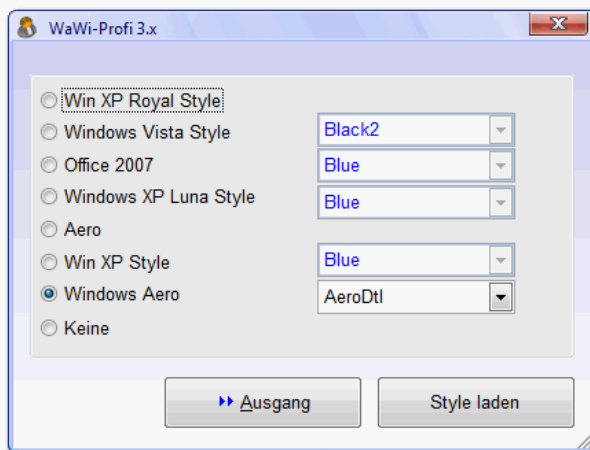 WaWi-Profi 3.x
Win XP Royal Style
Windows Vista Style Black2
Office 2007 Blue
Windows XP Luna Style Blue
Aero
Win XP Style Blue
Windows Aero AeroDtl
Keine
Ausgang Style laden